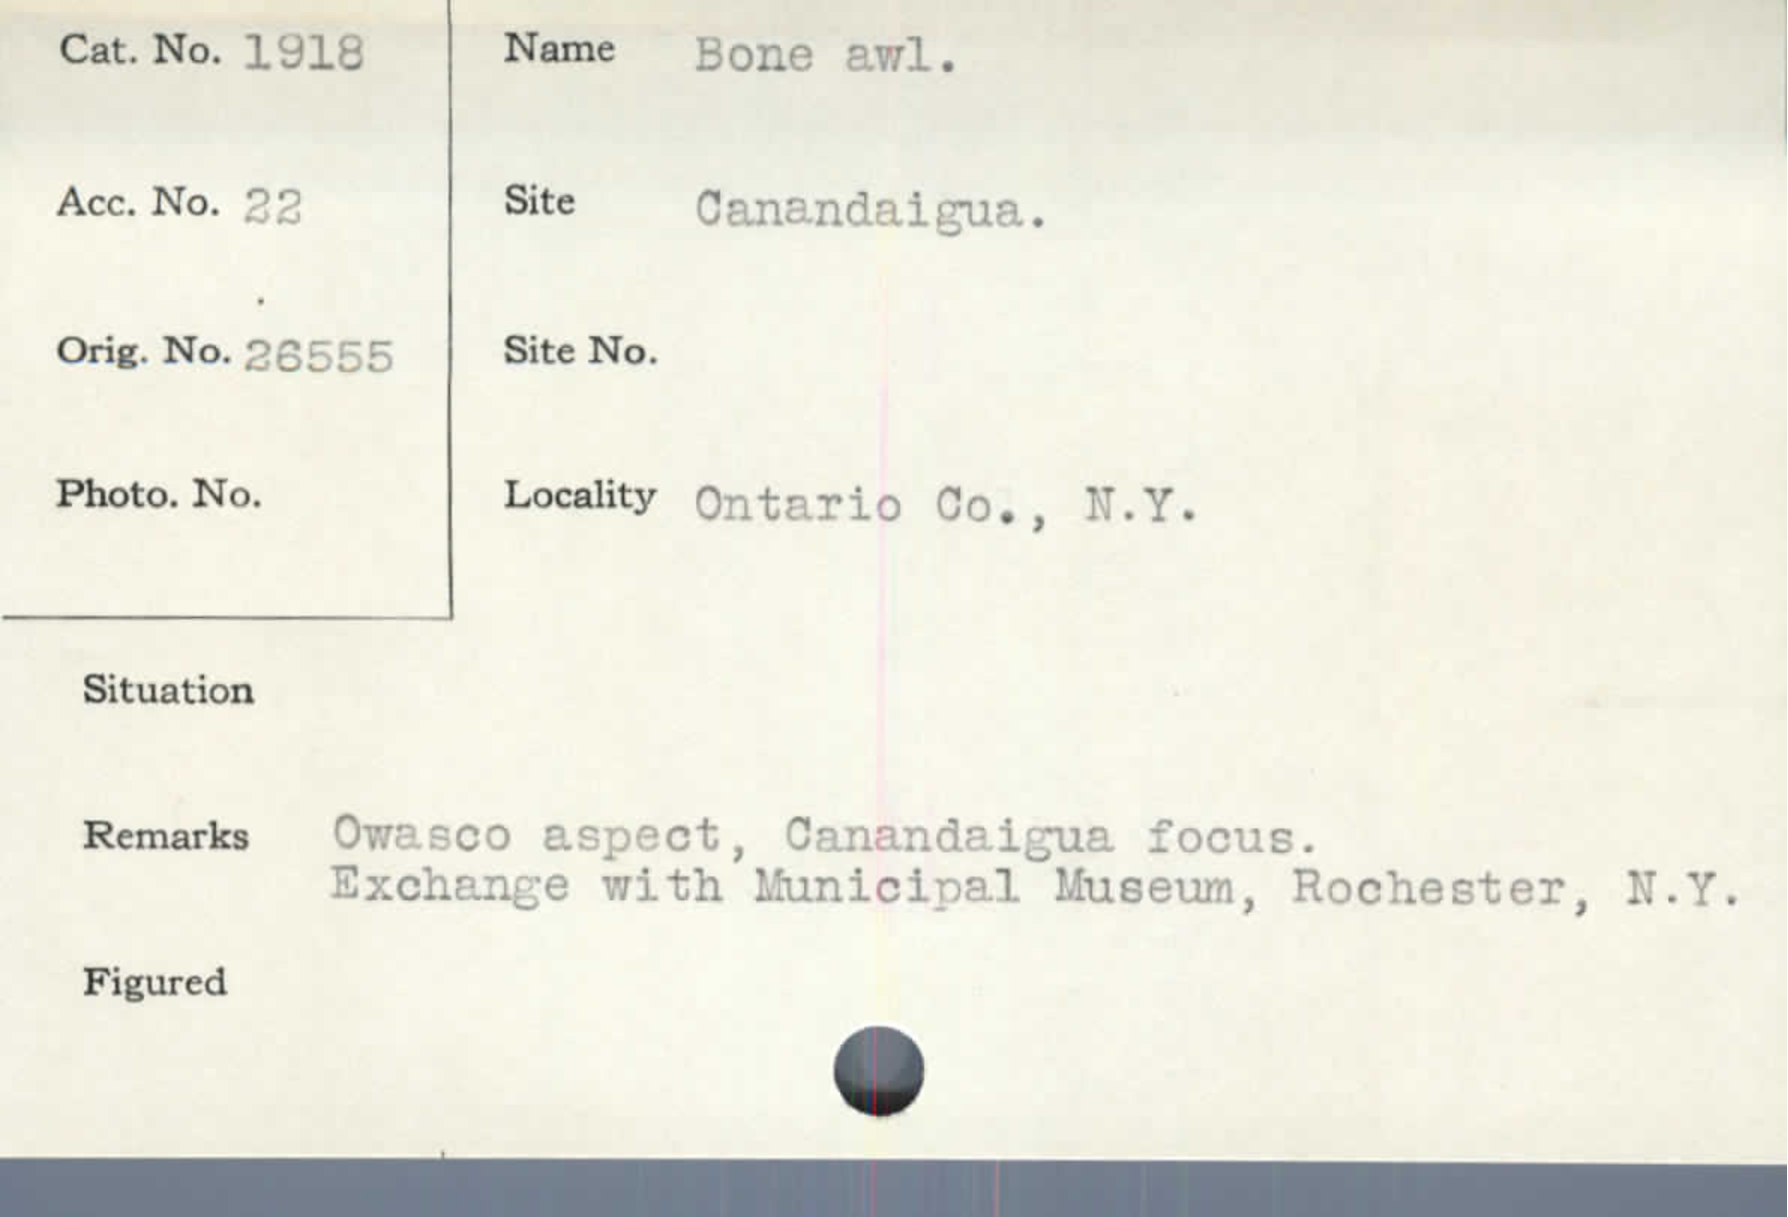 Cat. No. 1918
Name Bone awl.
Acc. No. 22
Site Canandaigua.
Orig. No. 26555
Site No.
Photo. No.
Locality Ontario Co., N.Y.
Situation
Remarks Owasco aspect, Canandaigua focus.
Exchange with Municipal Museum, Rochester, N.Y.
Figured